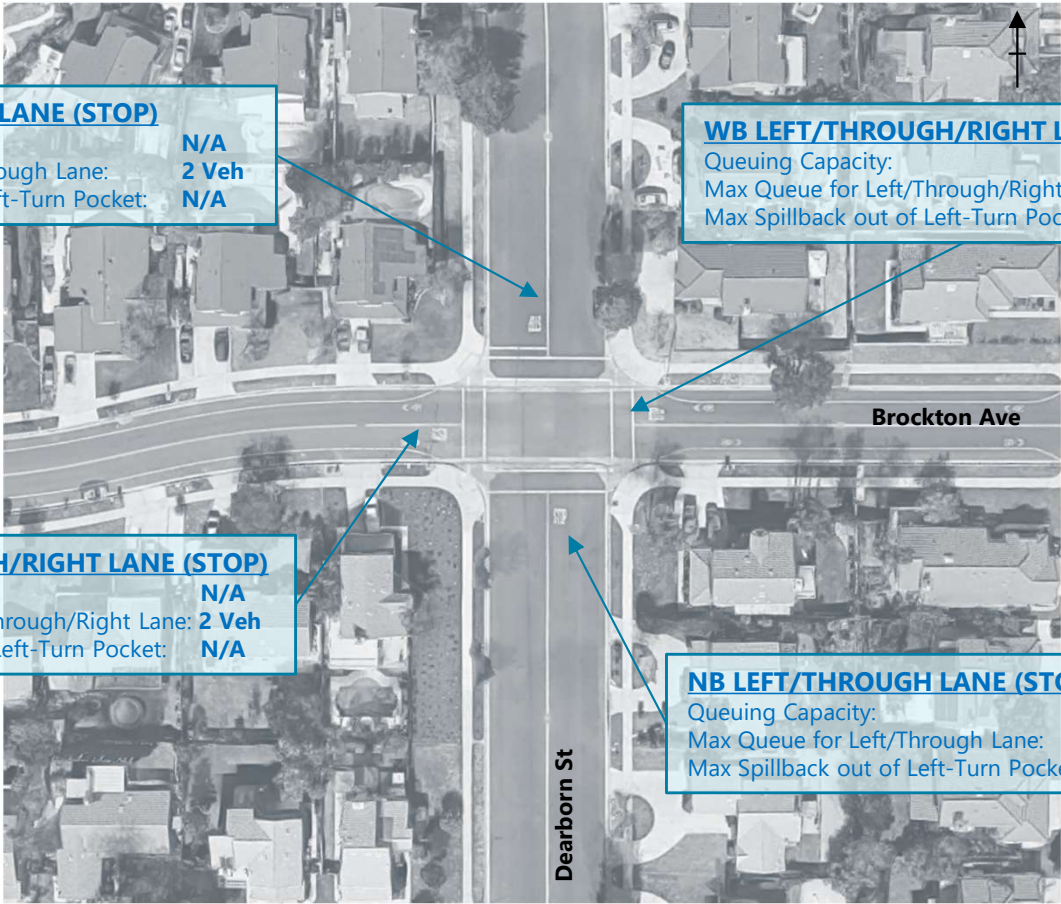 LANE (STOP)
N/A
ough Lane: 2 Veh
ft-Turn Pocket: N/A
WB LEFT/THROUGH/RIGHT L
Queuing Capacity:
Max Queue for Left/Through/Right
Max Spillback out of Left-Turn Poc
Brockton Ave
H/RIGHT LANE (STOP)
N/A
hrough/Right Lane: 2 Veh
Left-Turn Pocket: N/A
NB LEFT/THROUGH LANE (STO
Queuing Capacity:
Max Queue for Left/Through Lane:
Max Spillback out of Left-Turn Pocke
Dearborn St
STOP